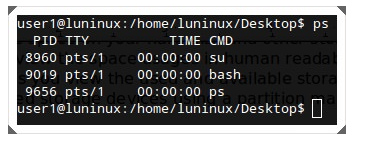 user1@luninux:/home/luninux/Desktop$ ps
  PID TTY          TIME CMD
 8960 pts/1    00:00:00 su
 9019 pts/1    00:00:00 bash
 9656 pts/1    00:00:00 ps
user1@luninux:/home/luninux/Desktop$